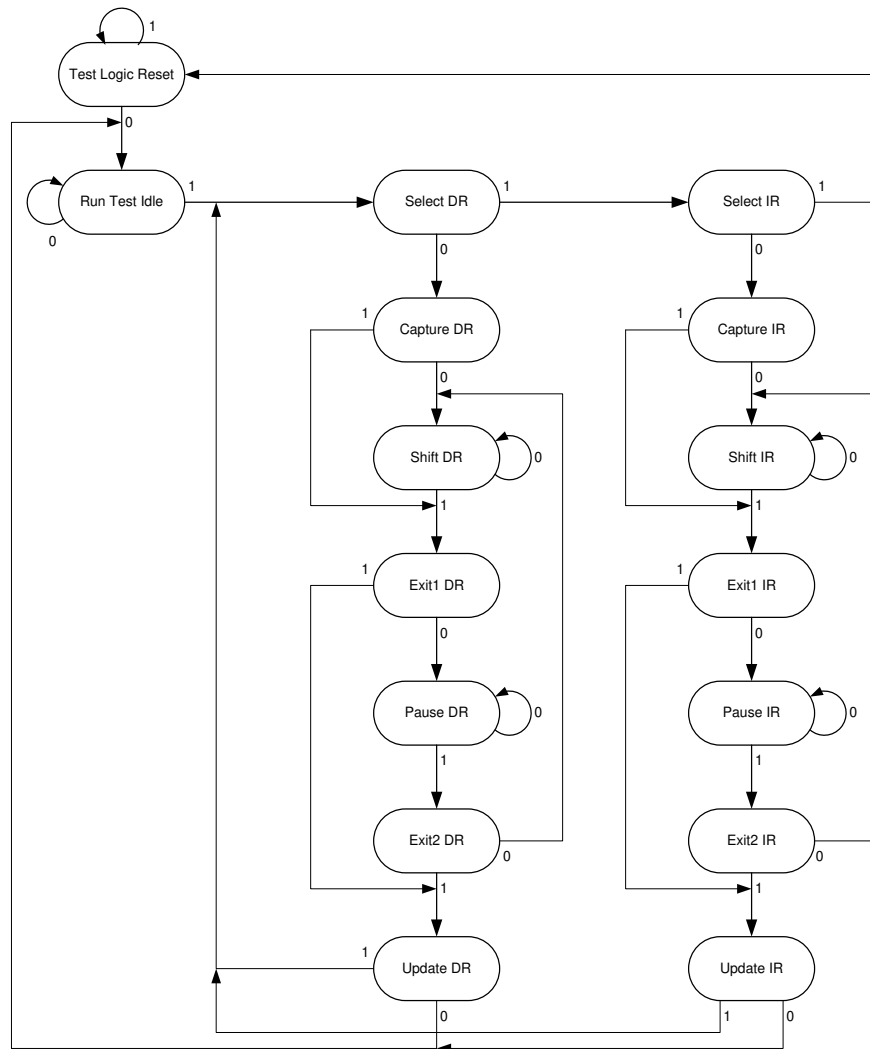 1
Test Logic Reset
0
Run Test Idle
1
0
Select DR
1
0
Select IR
1
0
1
Capture DR
0
1
Capture IR
0
Shift DR
0
1
Shift IR
0
1
1
Exit1 DR
0
1
Exit1 IR
0
Pause DR
0
1
Pause IR
0
1
Exit2 DR
0
1
Exit2 IR
0
1
1
Update DR
0
Update IR
1
0